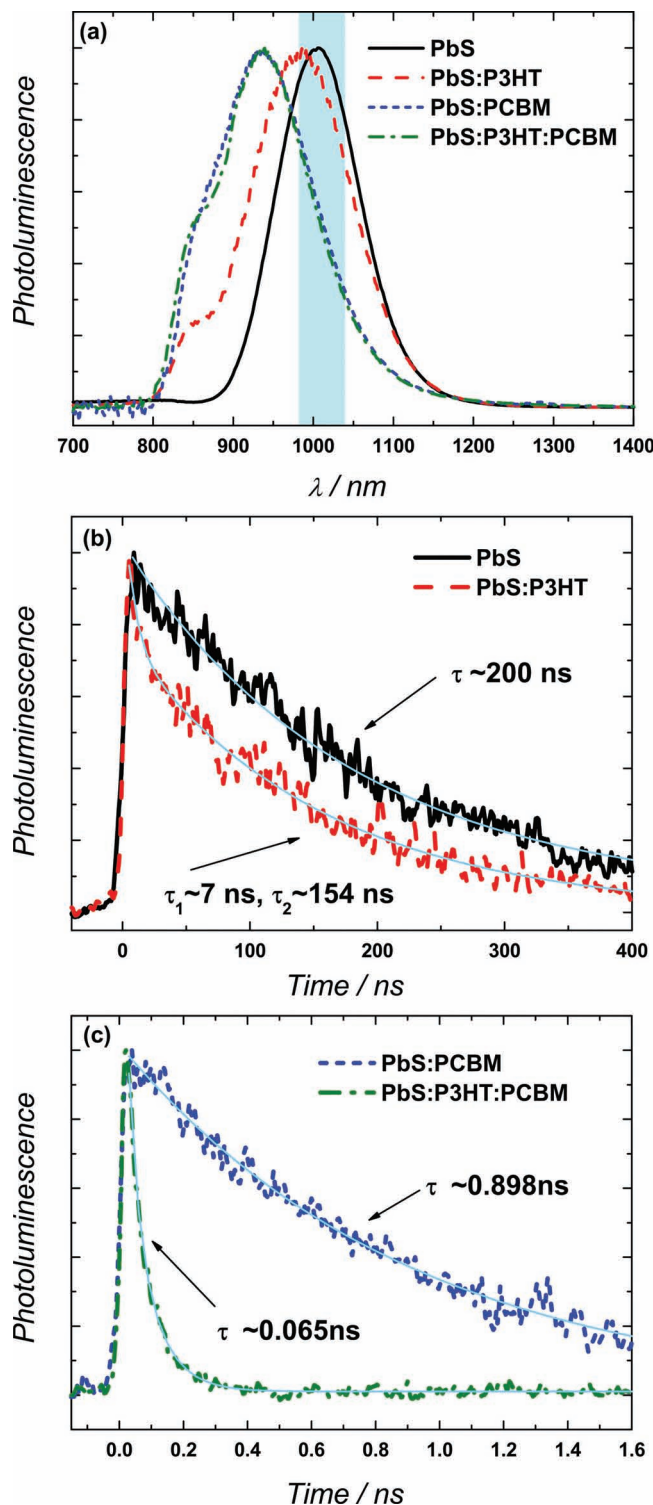 (a)
PbS
PbS:P3HT
PbS:PCBM
PbS:P3HT:PCBM
Photoluminescence
700 800 900 1000 1100 1200 1300 1400
λ / nm
(b)
PbS
PbS:P3HT
τ ~200 ns
τ1~7 ns, τ2~154 ns
Photoluminescence
0 100 200 300 400
Time / ns
(c)
PbS:PCBM
PbS:P3HT:PCBM
τ ~0.898ns
τ ~0.065ns
Photoluminescence
0.0 0.2 0.4 0.6 0.8 1.0 1.2 1.4 1.6
Time / ns